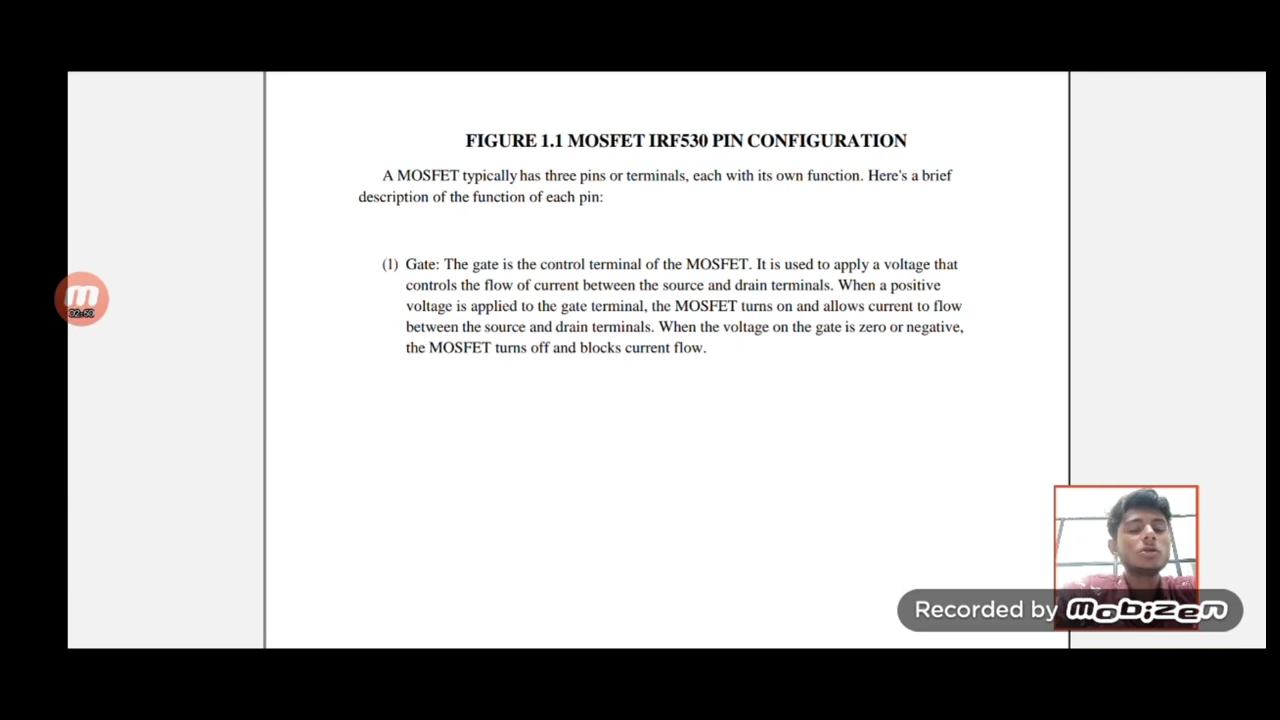 FIGURE 1.1 MOSFET IRF530 PIN CONFIGURATION
A MOSFET typically has three pins or terminals, each with its own function. Here's a brief
description of the function of each pin:
(1) Gate: The gate is the control terminal of the MOSFET. It is used to apply a voltage that
controls the flow of current between the source and drain terminals. When a positive
voltage is applied to the gate terminal, the MOSFET turns on and allows current to flow
between the source and drain terminals. When the voltage on the gate is zero or negative,
the MOSFET turns off and blocks current flow.
m
02:50
Recorded by mobizen